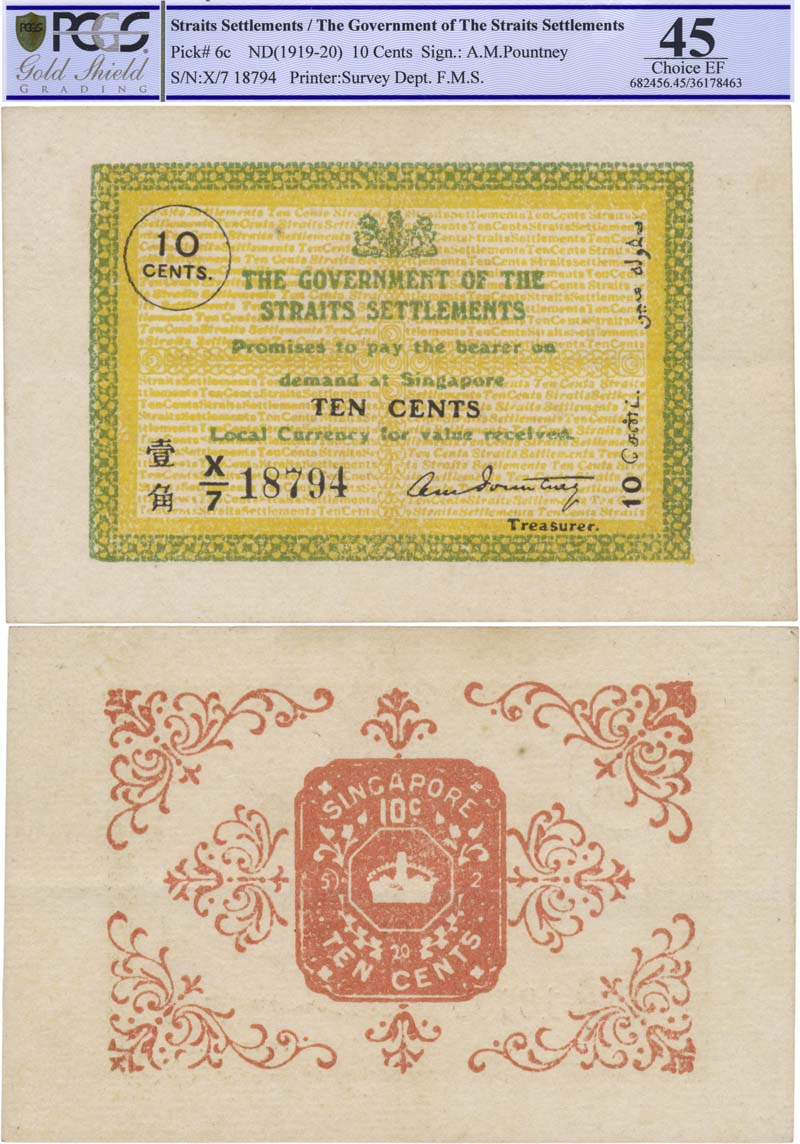 PCGS
Gold Shield
GRADING
Straits Settlements / The Government of The Straits Settlements
Pick# 6c ND(1919-20) 10 Cents Sign.: A.M.Pountney
S/N:X/7 18794 Printer:Survey Dept. F.M.S.
45
Choice EF
682456.45/36178463
10
CENTS.
THE GOVERNMENT OF THE
STRAITS SETTLEMENTS
Promises to pay the bearer on
demand at Singapore
TEN CENTS
Local Currency for value received.
壹角
X/7 18794
Treasurer.
10 சென்ட்.
SINGAPORE
10c
2
20
TEN CENTS